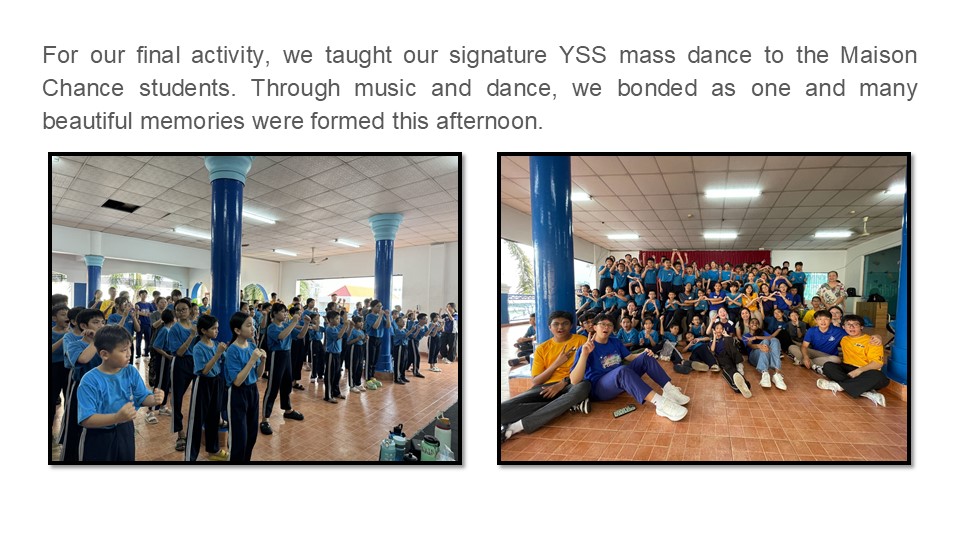 For our final activity, we taught our signature YSS mass dance to the Maison
Chance students. Through music and dance, we bonded as one and many
beautiful memories were formed this afternoon.